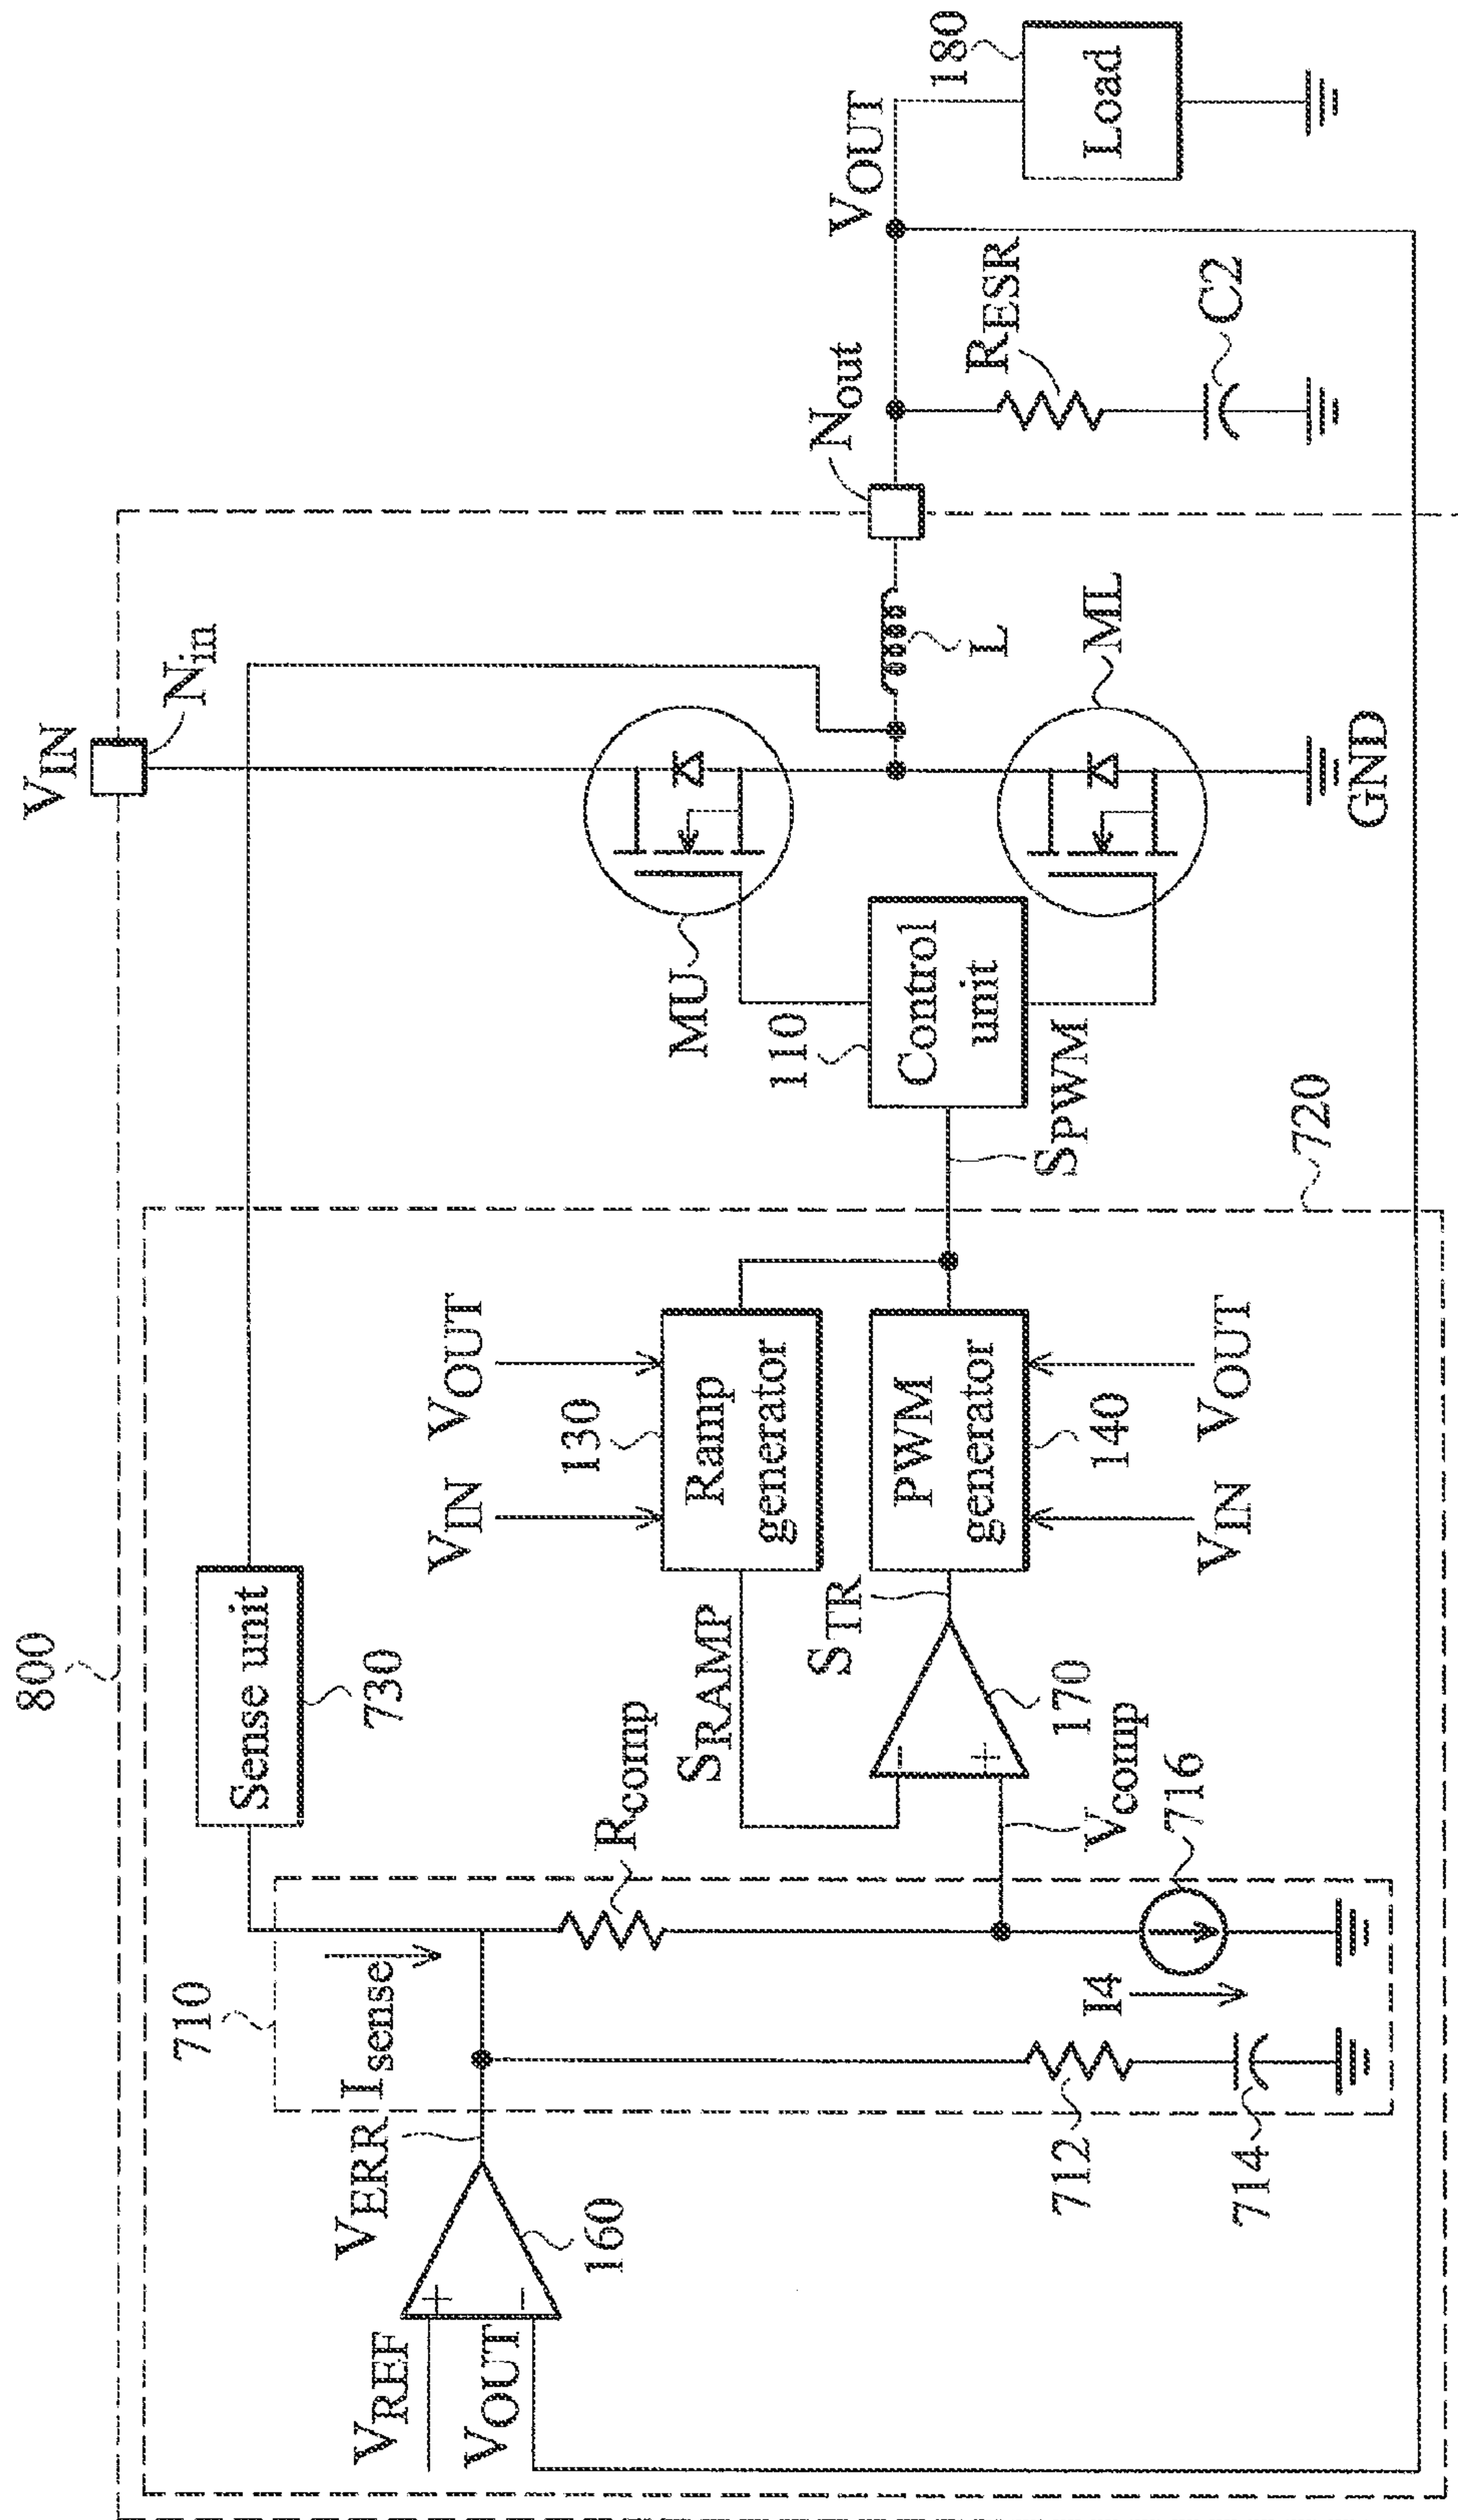 800
VIN
Nin
Sense unit
730
710
Isense
VERR
VREF
VOUT
160
Rcomp
SRAMP
VIN
VOUT
130
Ramp
generator
STR
170
Vcomp
PWM
generator
140
VIN
VOUT
712
714
I4
716
720
SPWM
110
Control
unit
MU
ML
GND
L
Nout
VOUT
RESR
C2
180
Load
+
-
-
+